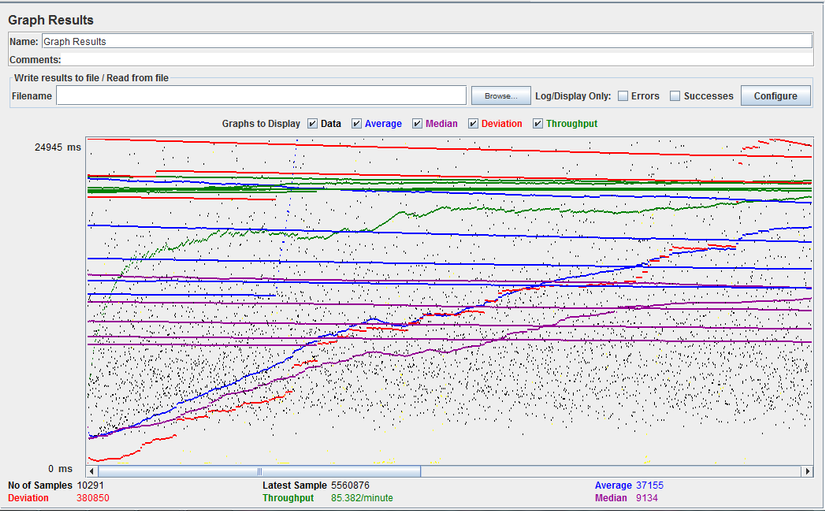 Graph Results
Name: Graph Results
Comments:
Write results to file / Read from file
Filename Browse... Log/Display Only: Errors Successes Configure
Graphs to Display Data Average Median Deviation Throughput
24945 ms
0 ms
No of Samples 10291 Latest Sample 5560876 Average 37155
Deviation 380850 Throughput 85.382/minute Median 9134